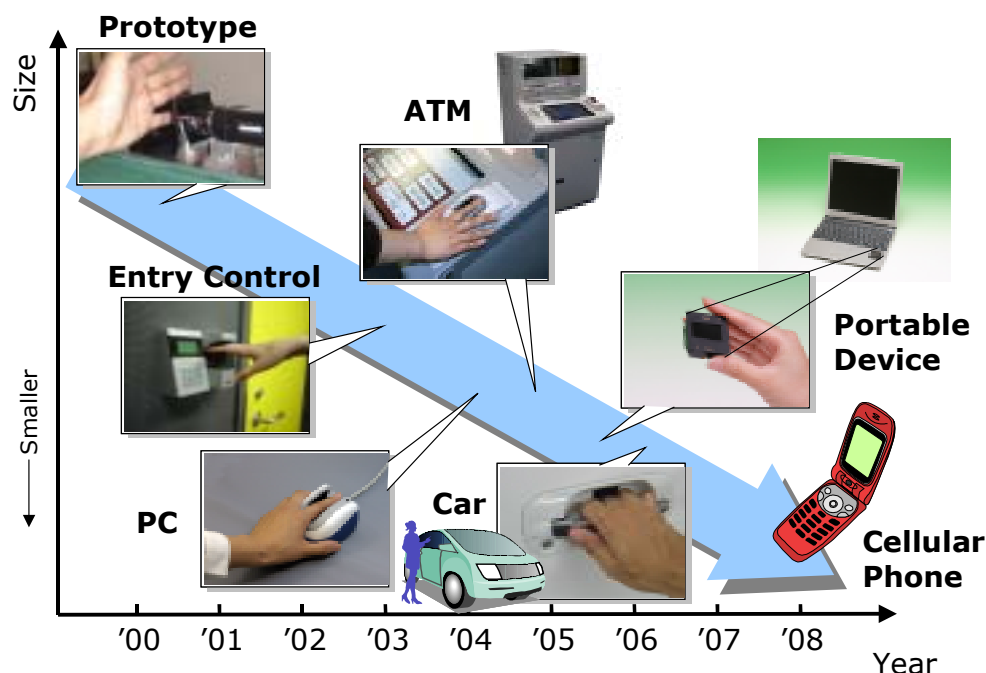 Prototype
Size
ATM
Entry Control
Portable
Device
Smaller
PC
Car
Cellular
Phone
’00 ’01 ’02 ’03 ’04 ’05 ’06 ’07 ’08
Year